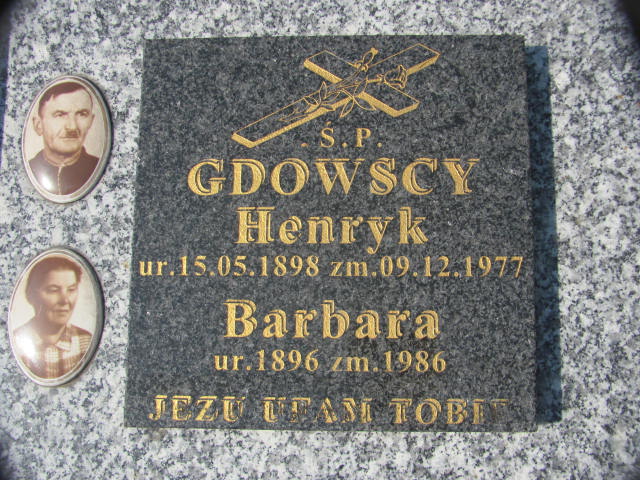 .Ś.P.
GDOWSCY
Henryk
ur.15.05.1898 zm.09.12.1977
Barbara
ur.1896 zm.1986
JEZU UFAM TOBIE